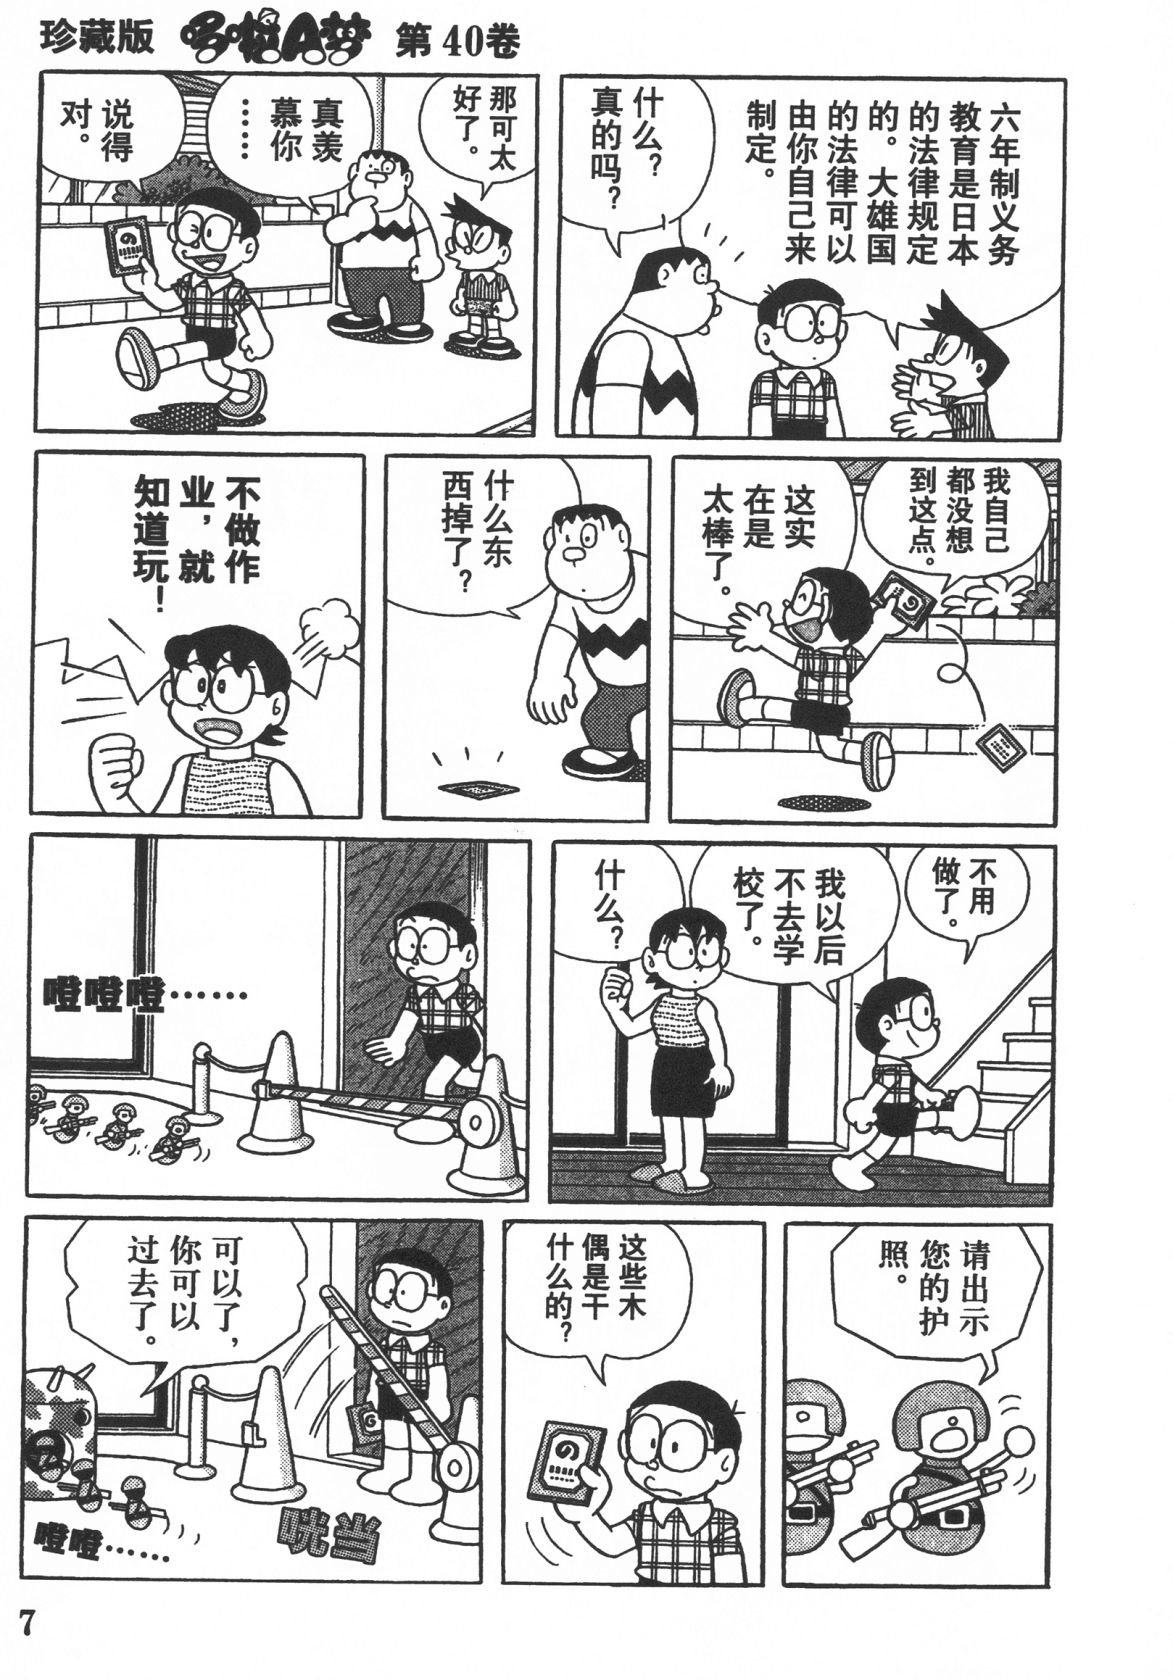 珍藏版 哆啦A梦 第40卷
六年制义务
教育是日本
的法律规定
的。大雄国
的法律可以
由你自己来
制定。
什么？
真的吗？
那可太
好了。
真羡
慕你
……
说得
对。
の
我自己
都没想
到这点。
这实
在是
太棒了。
の
什么东
西掉了？
不做作
业，就
知道玩！
不用
做了。
我以后
不去学
校了。
什么？
噔噔噔……
请出示
您的护
照。
这些木
偶是干
什么的？
の
可以了，
你可以
过去了。
の
噔噔……
咣当
7